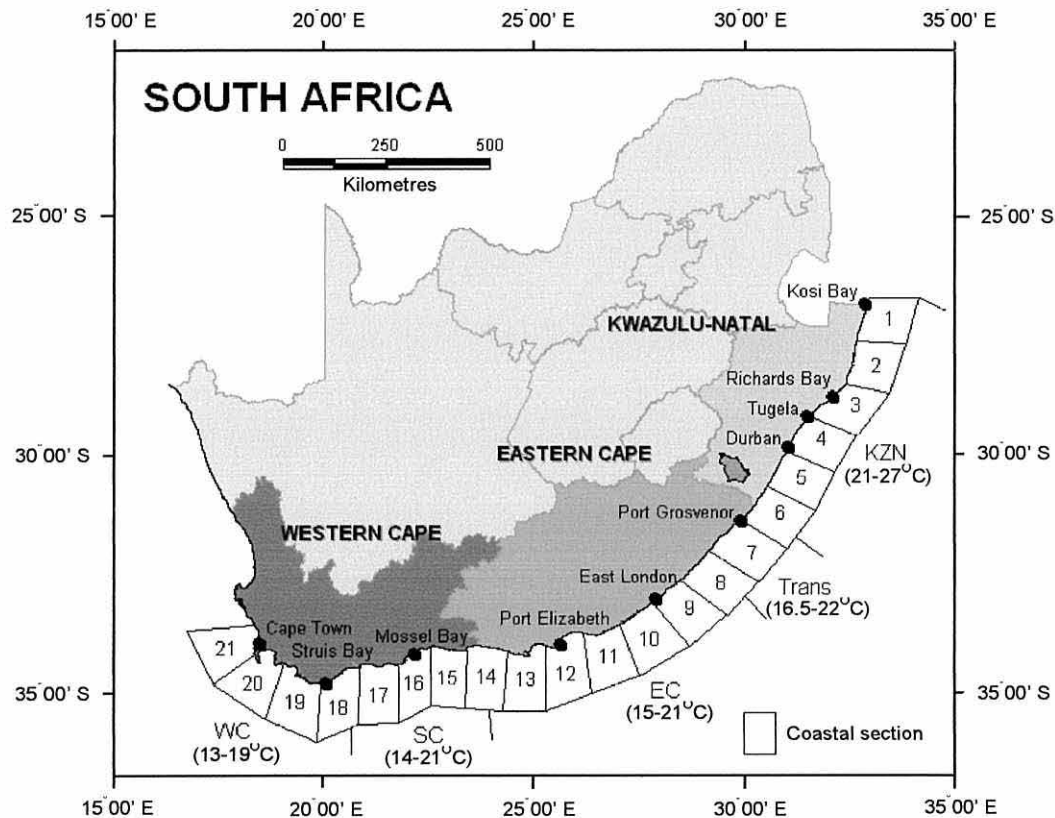 15°00' E 20°00' E 25°00' E 30°00' E 35°00' E
SOUTH AFRICA
0 250 500
Kilometres
25°00' S 25°00' S
Kosi Bay
1
KWAZULU-NATAL
2
Richards Bay
3
Tugela
4
Durban
KZN
(21-27°C)
30°00' S 30°00' S
EASTERN CAPE
5
Port Grosvenor
6
WESTERN CAPE
7
East London
8
Trans
(16.5-22°C)
9
Port Elizabeth
10
Cape Town
Mossel Bay
Struis Bay
21
11
12
20
19
18
17
16
15
14
13
35°00' S 35°00' S
EC
(15-21°C)
WC
(13-19°C)
SC
(14-21°C)
Coastal section
15°00' E 20°00' E 25°00' E 30°00' E 35°00' E